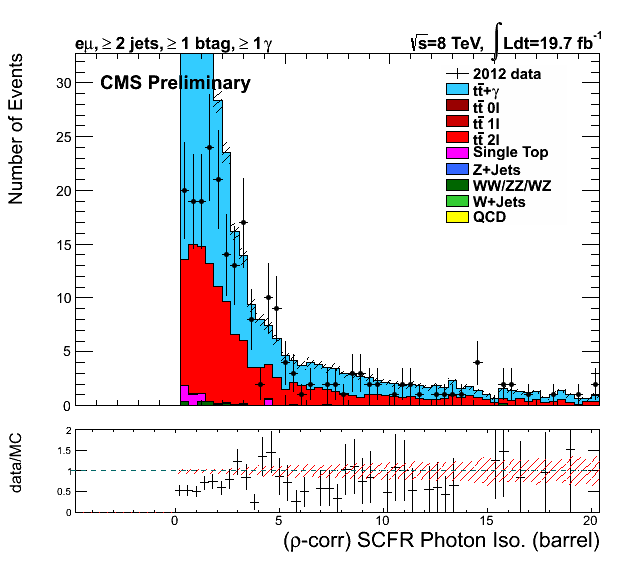 eμ, ≥ 2 jets, ≥ 1 btag, ≥ 1 γ
√s=8 TeV, ∫ Ldt=19.7 fb⁻¹
CMS Preliminary
Number of Events
30
25
20
15
10
5
0
2012 data
tt̄+γ
tt̄ 0l
tt̄ 1l
tt̄ 2l
Single Top
Z+Jets
WW/ZZ/WZ
W+Jets
QCD
data/MC
2
1.5
1
0.5
0
0 5 10 15 20
(ρ-corr) SCFR Photon Iso. (barrel)